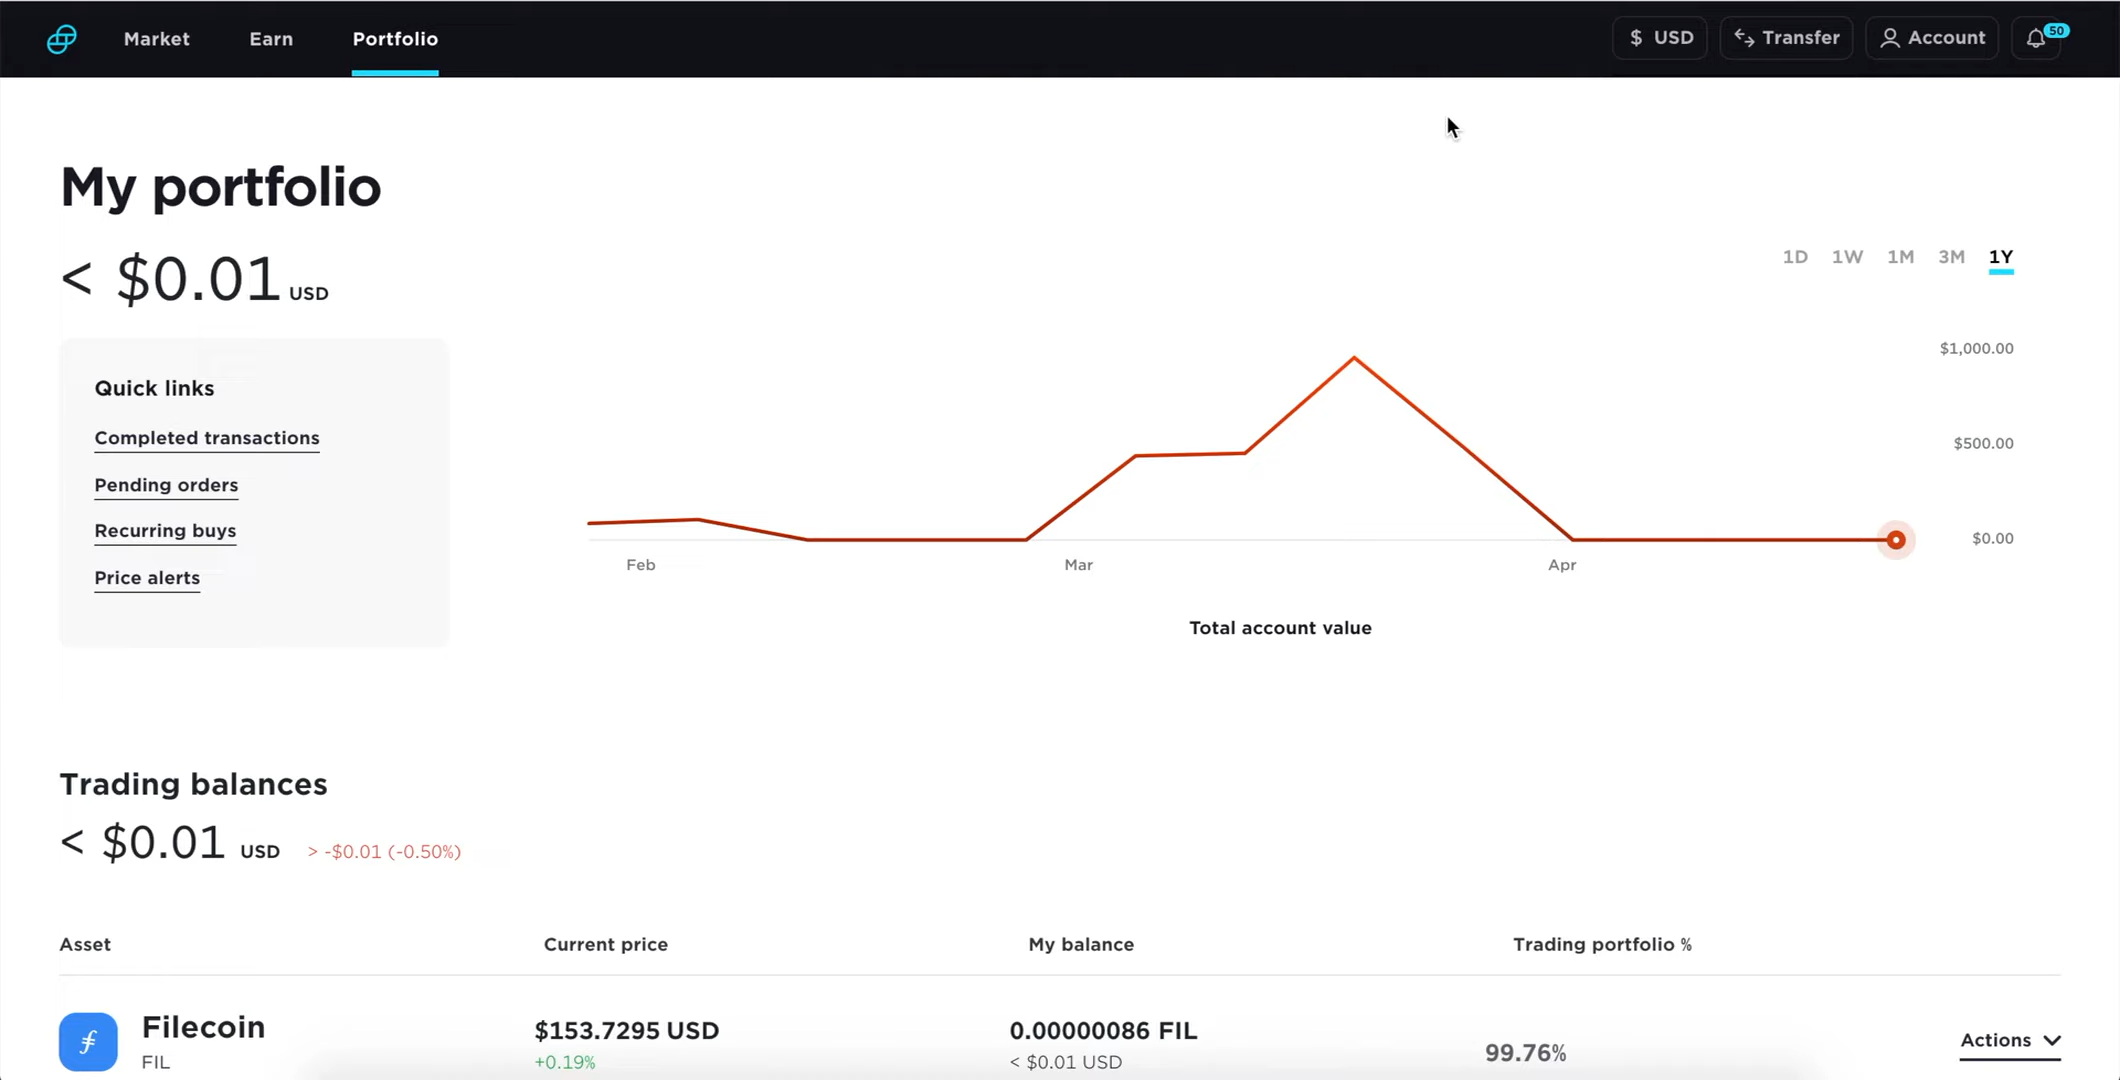 Market Earn Portfolio $ USD Transfer Account 50
My portfolio
< $0.01 USD
1D 1W 1M 3M 1Y
Quick links
Completed transactions
Pending orders
Recurring buys
Price alerts
$1,000.00
$500.00
$0.00
Feb Mar Apr
Total account value
Trading balances
< $0.01 USD > -$0.01 (-0.50%)
Asset Current price My balance Trading portfolio %
Filecoin $153.7295 USD 0.00000086 FIL 99.76% Actions
FIL +0.19% < $0.01 USD